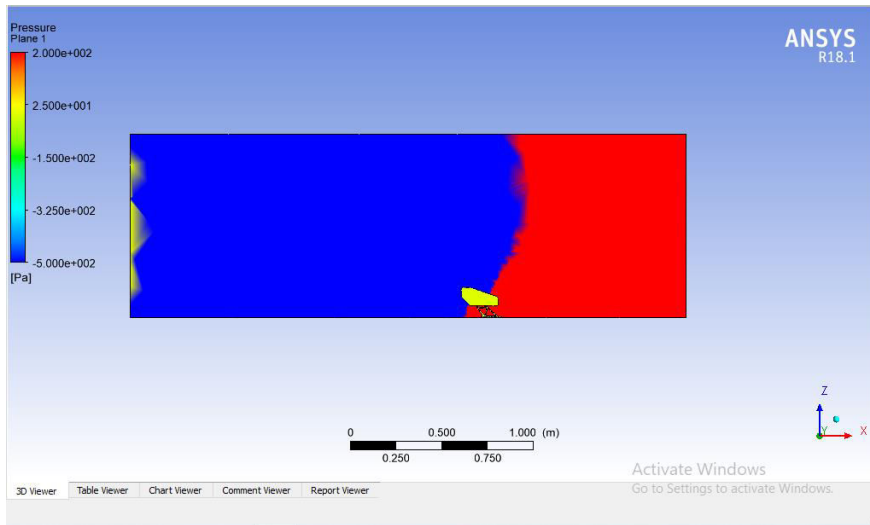 Pressure
Plane 1
2.000e+002
2.500e+001
-1.500e+002
-3.250e+002
-5.000e+002
[Pa]
ANSYS
R18.1
0 0.500 1.000 (m)
0.250 0.750
Z
Y X
Activate Windows
Go to Settings to activate Windows.
3D Viewer Table Viewer Chart Viewer Comment Viewer Report Viewer